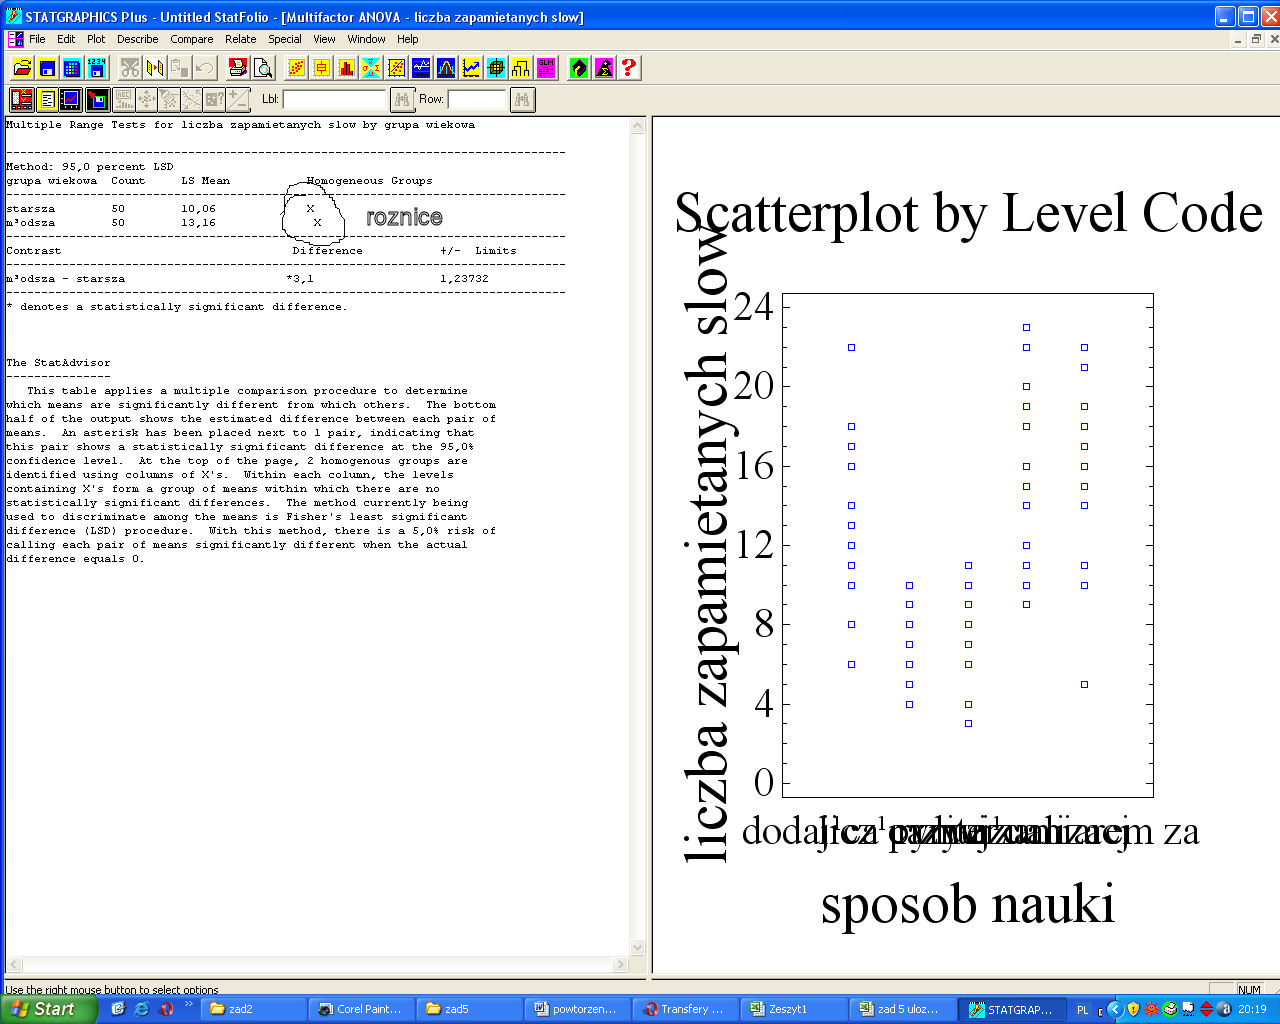 STATGRAPHICS Plus - Untitled StatFolio - [Multifactor ANOVA - liczba zapamietanych slow]
File Edit Plot Describe Compare Relate Special View Window Help
Lbl: Row:
Multiple Range Tests for liczba zapamietanych slow by grupa wiekowa
--------------------------------------------------------------------------------
Method: 95,0 percent LSD
grupa wiekowa Count LS Mean Homogeneous Groups
--------------------------------------------------------------------------------
starsza 50 10,06 X
m³odsza 50 13,16 X
roznice
--------------------------------------------------------------------------------
Contrast Difference +/- Limits
--------------------------------------------------------------------------------
m³odsza - starsza *3,1 1,23732
--------------------------------------------------------------------------------
* denotes a statistically significant difference.
The StatAdvisor
---------------
This table applies a multiple comparison procedure to determine
which means are significantly different from which others. The bottom
half of the output shows the estimated difference between each pair of
means. An asterisk has been placed next to 1 pair, indicating that
this pair shows a statistically significant difference at the 95,0%
confidence level. At the top of the page, 2 homogenous groups are
identified using columns of X's. Within each column, the levels
containing X's form a group of means within which there are no
statistically significant differences. The method currently being
used to discriminate among the means is Fisher's least significant
difference (LSD) procedure. With this method, there is a 5,0% risk of
calling each pair of means significantly different when the actual
difference equals 0.
Scatterplot by Level Code
liczba zapamietanych slow
24
20
16
12
8
4
0
sposob nauki
Use the right mouse button to select options
NUM
Start
zad2
Corel Paint...
zad5
powtorzen...
Transfery ...
Zeszyt1
zad 5 uloz...
STATGRAP...
PL
20:19